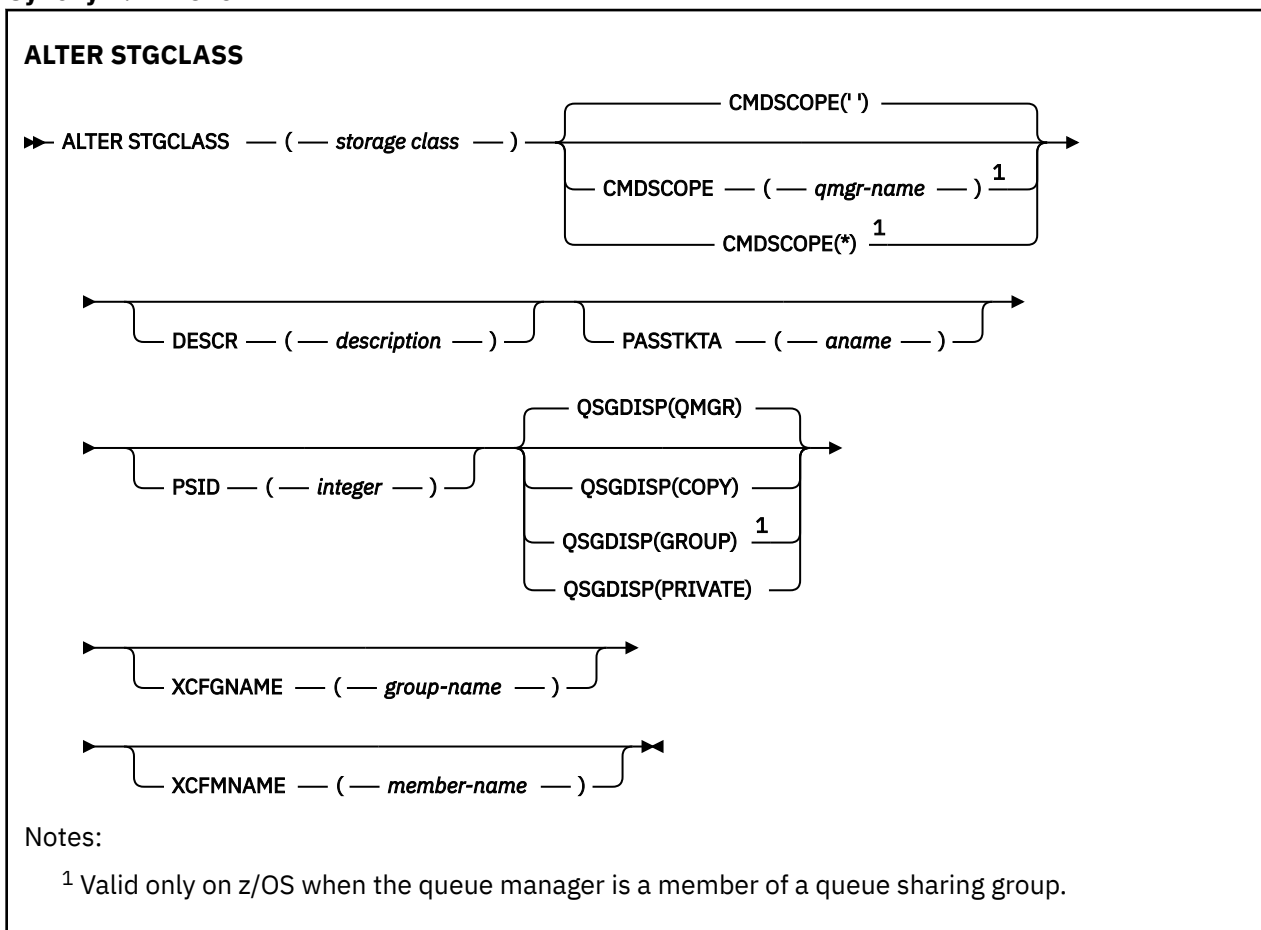 ALTER STGCLASS
CMDSCOPE(' ')
ALTER STGCLASS ( storage class )
CMDSCOPE ( qmgr-name ) 1
CMDSCOPE(*) 1
DESCR ( description ) PASSTKTA ( aname )
QSGDISP(QMGR)
PSID ( integer ) QSGDISP(COPY)
QSGDISP(GROUP) 1
QSGDISP(PRIVATE)
XCFGNAME ( group-name )
XCFMNAME ( member-name )
Notes:
1 Valid only on z/OS when the queue manager is a member of a queue sharing group.